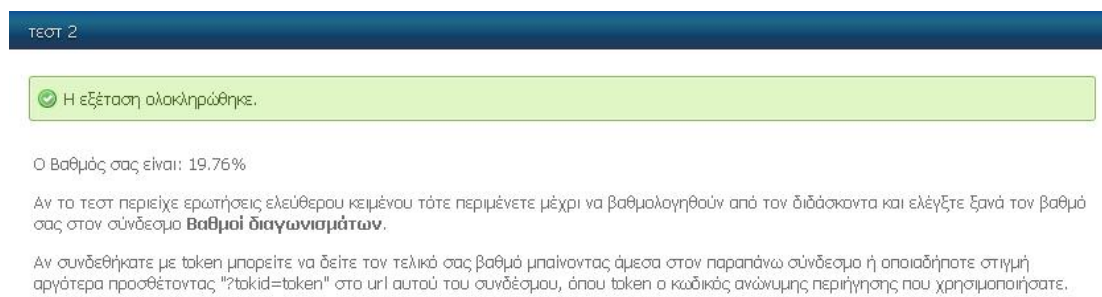 τεστ 2
Η εξέταση ολοκληρώθηκε.
Ο Βαθμός σας είναι: 19.76%
Αν το τεστ περιείχε ερωτήσεις ελεύθερου κειμένου τότε περιμένετε μέχρι να βαθμολογηθούν από τον διδάσκοντα και ελέγξτε ξανά τον βαθμό
σας στον σύνδεσμο Βαθμοί διαγωνισμάτων.
Αν συνδεθήκατε με token μπορείτε να δείτε τον τελικό σας βαθμό μπαίνοντας άμεσα στον παραπάνω σύνδεσμο ή οποιαδήποτε στιγμή
αργότερα προσθέτοντας "?tokid=token" στο url αυτού του συνδέσμου, όπου token ο κωδικός ανώνυμης περιήγησης που χρησιμοποιήσατε.